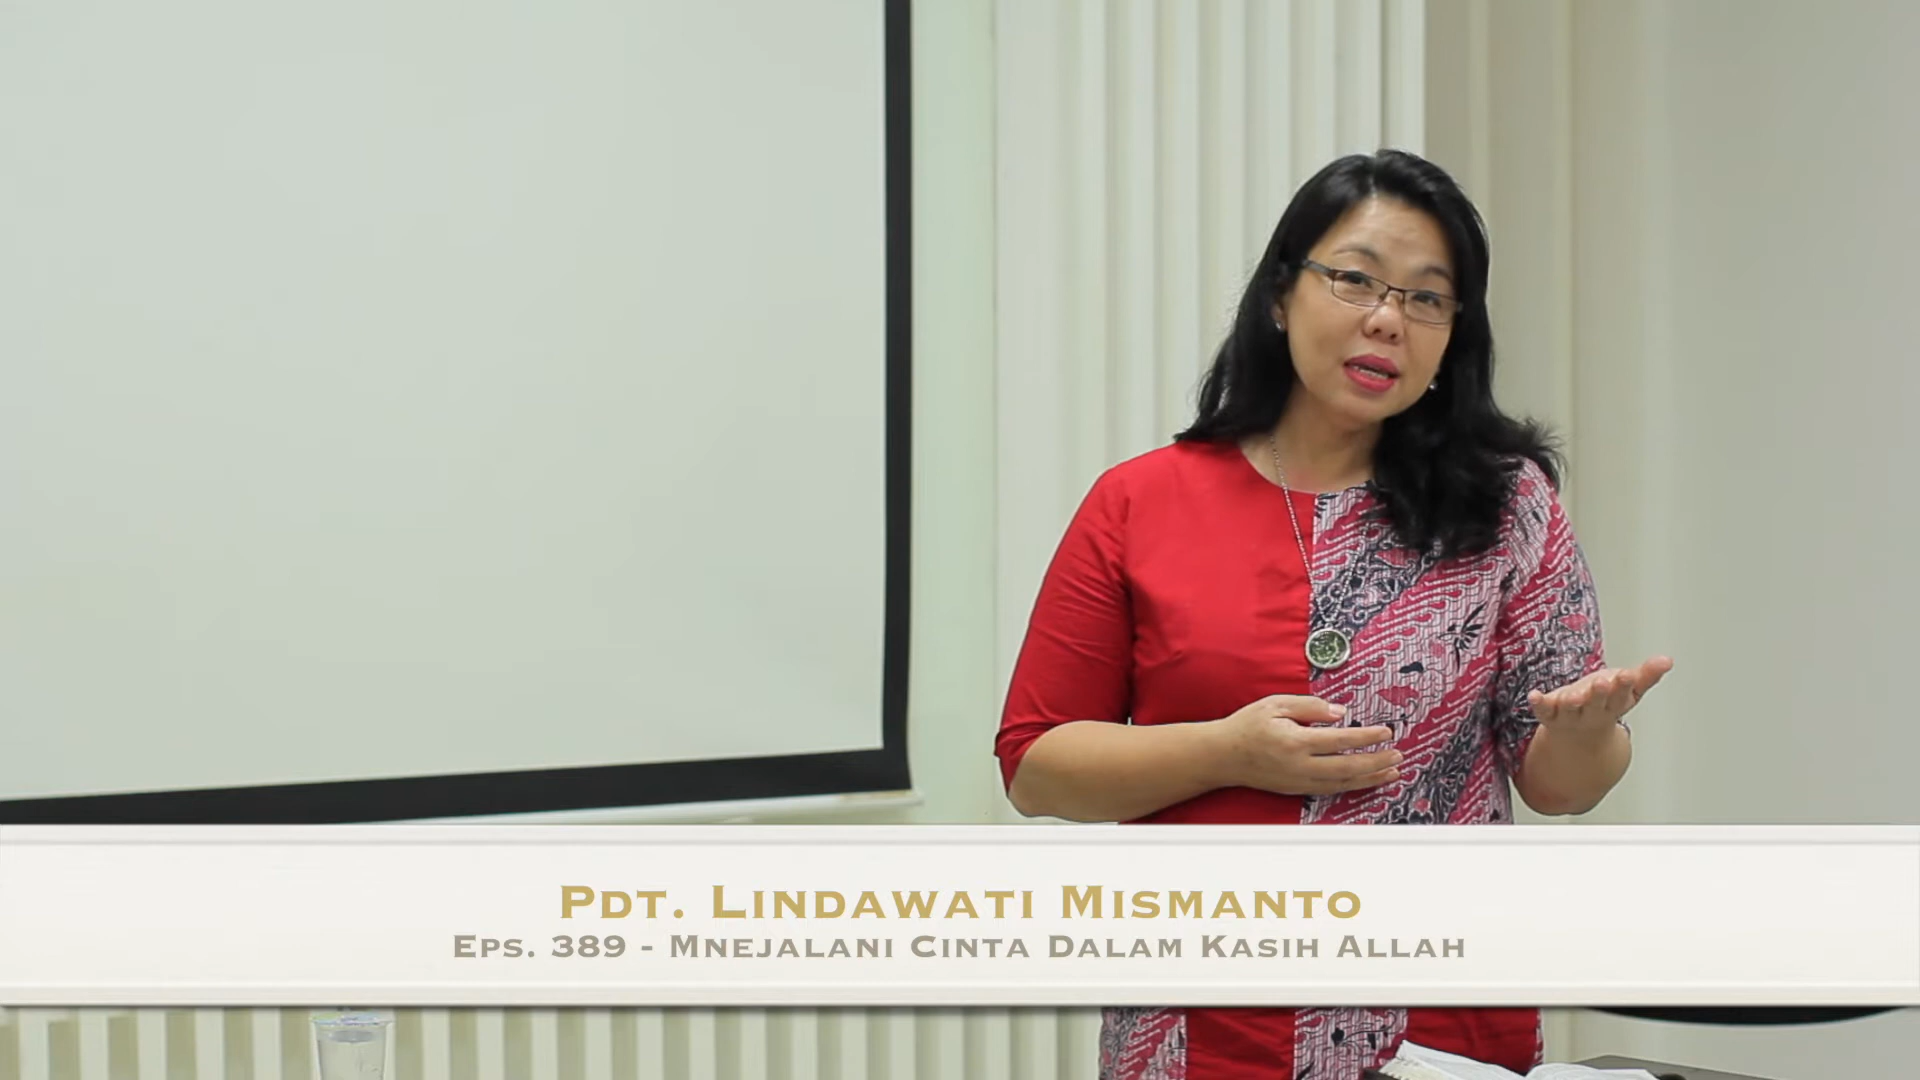 Pdt. Lindawati Mismanto
Eps. 389 - Mnejalani Cinta Dalam Kasih Allah